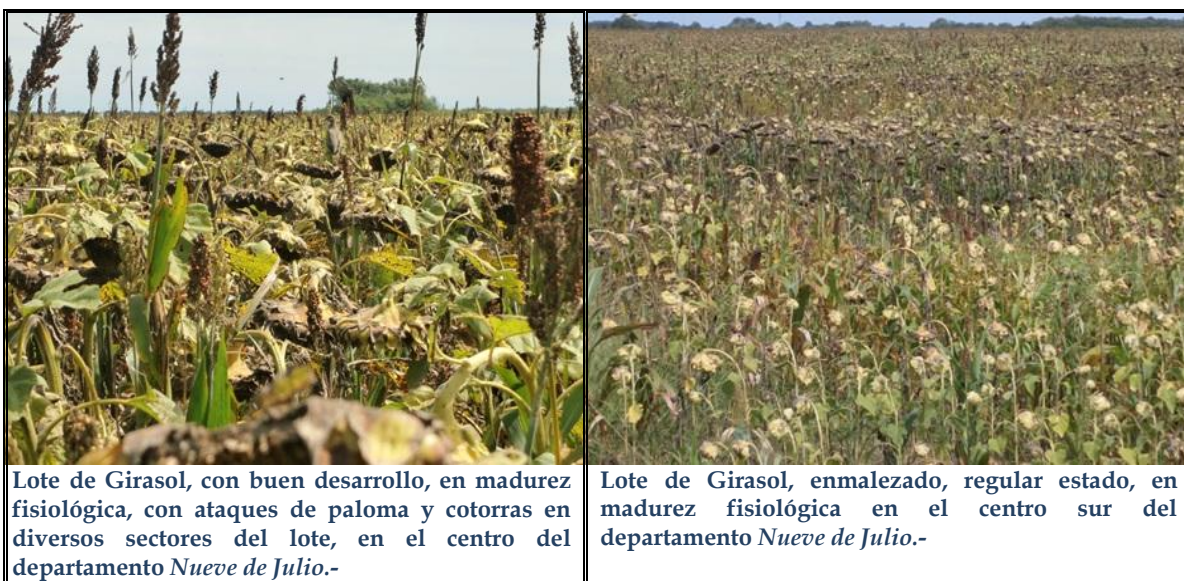 Lote de Girasol, con buen desarrollo, en madurez
fisiológica, con ataques de paloma y cotorras en
diversos sectores del lote, en el centro del
departamento Nueve de Julio.-
Lote de Girasol, enmalezado, regular estado, en
madurez fisiológica en el centro sur del
departamento Nueve de Julio.-